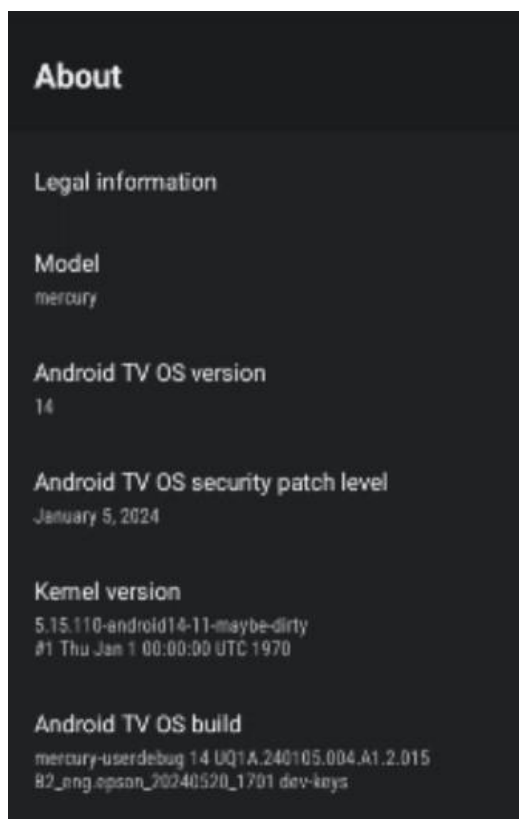 About
Legal information
Model
mercury
Android TV OS version
14
Android TV OS security patch level
January 5, 2024
Kernel version
5.15.110-android14-11-maybe-dirty
#1 Thu Jan 1 00:00:00 UTC 1970
Android TV OS build
mercury-userdebug 14 UQ1A.240105.004.A1.2.015
B2_eng.epson_20240520_1701 dev-keys